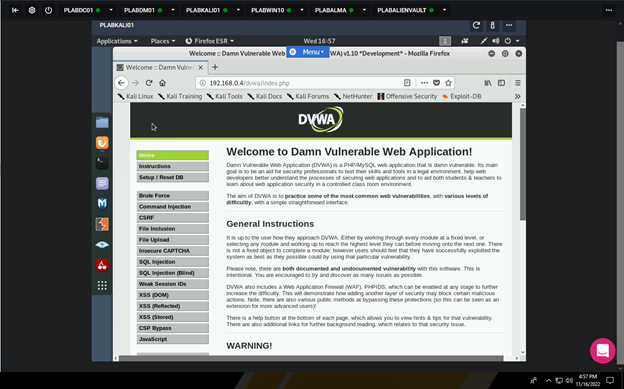 PLABDC01
PLABDM01
PLABKALI01
PLABWIN10
PLABALMA
PLABALIENVAULT
PLABKALI01
Applications
Places
Firefox ESR
Wed 16:57
1
Welcome :: Damn Vulnerable Web
Menu
WA) v1.10 *Development* - Mozilla Firefox
Welcome :: Damn Vulner
192.168.0.4/dvwa/index.php
Kali Linux
Kali Training
Kali Tools
Kali Docs
Kali Forums
NetHunter
Offensive Security
Exploit-DB
DVWA
Home
Instructions
Setup / Reset DB
Brute Force
Command Injection
CSRF
File Inclusion
File Upload
Insecure CAPTCHA
SQL Injection
SQL Injection (Blind)
Weak Session IDs
XSS (DOM)
XSS (Reflected)
XSS (Stored)
CSP Bypass
JavaScript
Welcome to Damn Vulnerable Web Application!
Damn Vulnerable Web Application (DVWA) is a PHP/MySQL web application that is damn vulnerable. Its main
goal is to be an aid for security professionals to test their skills and tools in a legal environment, help web
developers better understand the processes of securing web applications and to aid both students & teachers to
learn about web application security in a controlled class room environment.
The aim of DVWA is to practice some of the most common web vulnerabilities, with various levels of
difficulty, with a simple straightforward interface.
General Instructions
It is up to the user how they approach DVWA. Either by working through every module at a fixed level, or
selecting any module and working up to reach the highest level they can before moving onto the next one. There
is not a fixed object to complete a module; however users should feel that they have successfully exploited the
system as best as they possible could by using that particular vulnerability.
Please note, there are both documented and undocumented vulnerability with this software. This is
intentional. You are encouraged to try and discover as many issues as possible.
DVWA also includes a Web Application Firewall (WAF), PHPIDS, which can be enabled at any stage to further
increase the difficulty. This will demonstrate how adding another layer of security may block certain malicious
actions. Note, there are also various public methods at bypassing these protections (so this can be seen as an
extension for more advanced users)!
There is a help button at the bottom of each page, which allows you to view hints & tips for that vulnerability.
There are also additional links for further background reading, which relates to that security issue.
WARNING!
4:57 PM
11/16/2022